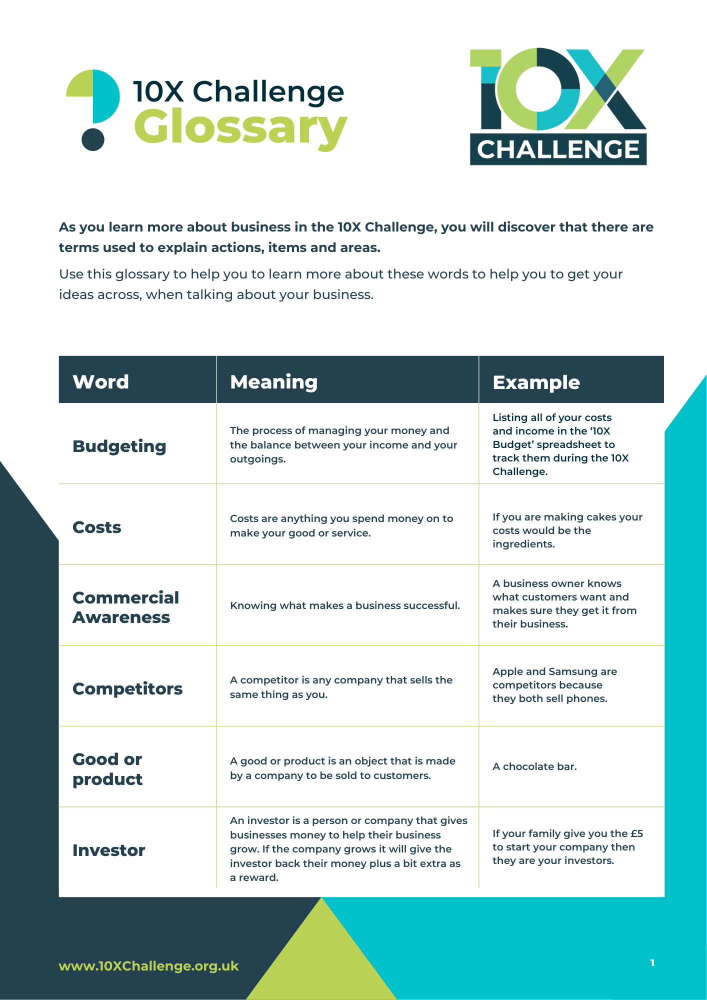 10X Challenge
Glossary
10X
CHALLENGE
As you learn more about business in the 10X Challenge, you will discover that there are
terms used to explain actions, items and areas.
Use this glossary to help you to learn more about these words to help you to get your
ideas across, when talking about your business.
Word
Meaning
Example
Budgeting
The process of managing your money and
the balance between your income and your
outgoings.
Listing all of your costs
and income in the ‘10X
Budget’ spreadsheet to
track them during the 10X
Challenge.
Costs
Costs are anything you spend money on to
make your good or service.
If you are making cakes your
costs would be the
ingredients.
Commercial
Awareness
Knowing what makes a business successful.
A business owner knows
what customers want and
makes sure they get it from
their business.
Competitors
A competitor is any company that sells the
same thing as you.
Apple and Samsung are
competitors because
they both sell phones.
Good or
product
A good or product is an object that is made
by a company to be sold to customers.
A chocolate bar.
Investor
An investor is a person or company that gives
businesses money to help their business
grow. If the company grows it will give the
investor back their money plus a bit extra as
a reward.
If your family give you the £5
to start your company then
they are your investors.
www.10XChallenge.org.uk
1